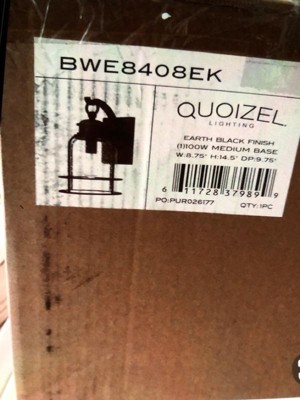 BWE8408EK
QUOIZEL
LIGHTING
EARTH BLACK FINISH
(1)100W MEDIUM BASE
W:8.75" H:14.5" DP:9.75"
6 11728 37989 9
PO:PUR026177 QTY: 1PC